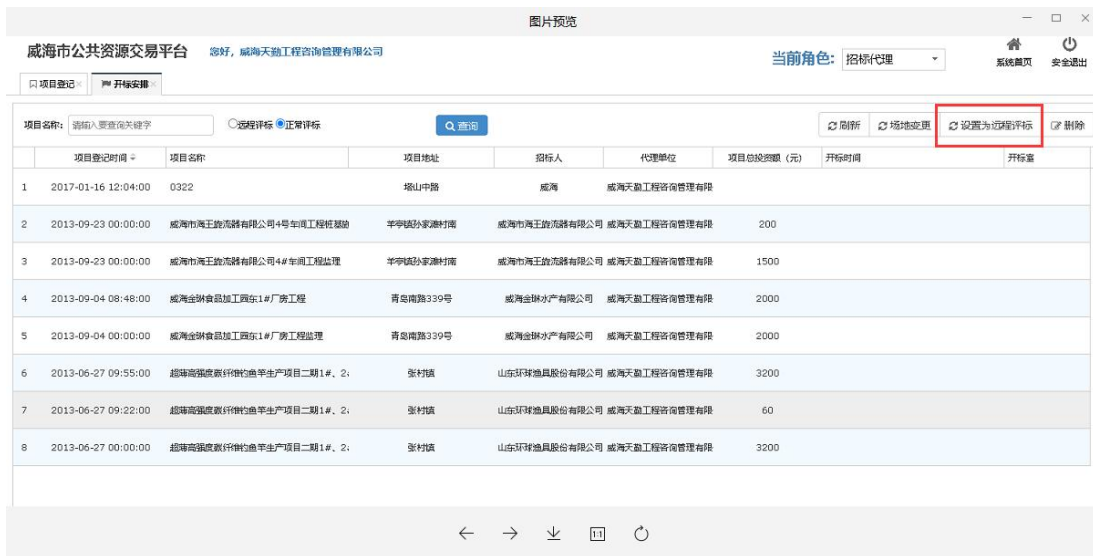 图片预览
威海市公共资源交易平台 您好，威海天勤工程咨询管理有限公司 当前角色: 招标代理 系统首页 安全退出
项目登记 开标安排
项目名称: 请输入要查询关键字 远程评标 正常评标 查询 刷新 场地变更 设置为远程评标 删除
项目登记时间 项目名称 项目地址 招标人 代理单位 项目总投资额（元） 开标时间 开标室
1 2017-01-16 12:04:00 0322 塔山中路 威海 威海天勤工程咨询管理有限
2 2013-09-23 00:00:00 威海市海王旋流器有限公司4号车间工程桩基础 羊亭镇孙家滩村南 威海市海王旋流器有限公司 威海天勤工程咨询管理有限 200
3 2013-09-23 00:00:00 威海市海王旋流器有限公司4#车间工程监理 羊亭镇孙家滩村南 威海市海王旋流器有限公司 威海天勤工程咨询管理有限 1500
4 2013-09-04 08:48:00 威海金琳食品加工园东1#厂房工程 青岛南路339号 威海金琳水产有限公司 威海天勤工程咨询管理有限 2000
5 2013-09-04 00:00:00 威海金琳食品加工园东1#厂房工程监理 青岛南路339号 威海金琳水产有限公司 威海天勤工程咨询管理有限 2000
6 2013-06-27 09:55:00 超薄高强度碳纤维钓鱼竿生产项目二期1#、2 张村镇 山东环球渔具股份有限公司 威海天勤工程咨询管理有限 3200
7 2013-06-27 09:22:00 超薄高强度碳纤维钓鱼竿生产项目二期1#、2 张村镇 山东环球渔具股份有限公司 威海天勤工程咨询管理有限 60
8 2013-06-27 00:00:00 超薄高强度碳纤维钓鱼竿生产项目二期1#、2 张村镇 山东环球渔具股份有限公司 威海天勤工程咨询管理有限 3200
1:1